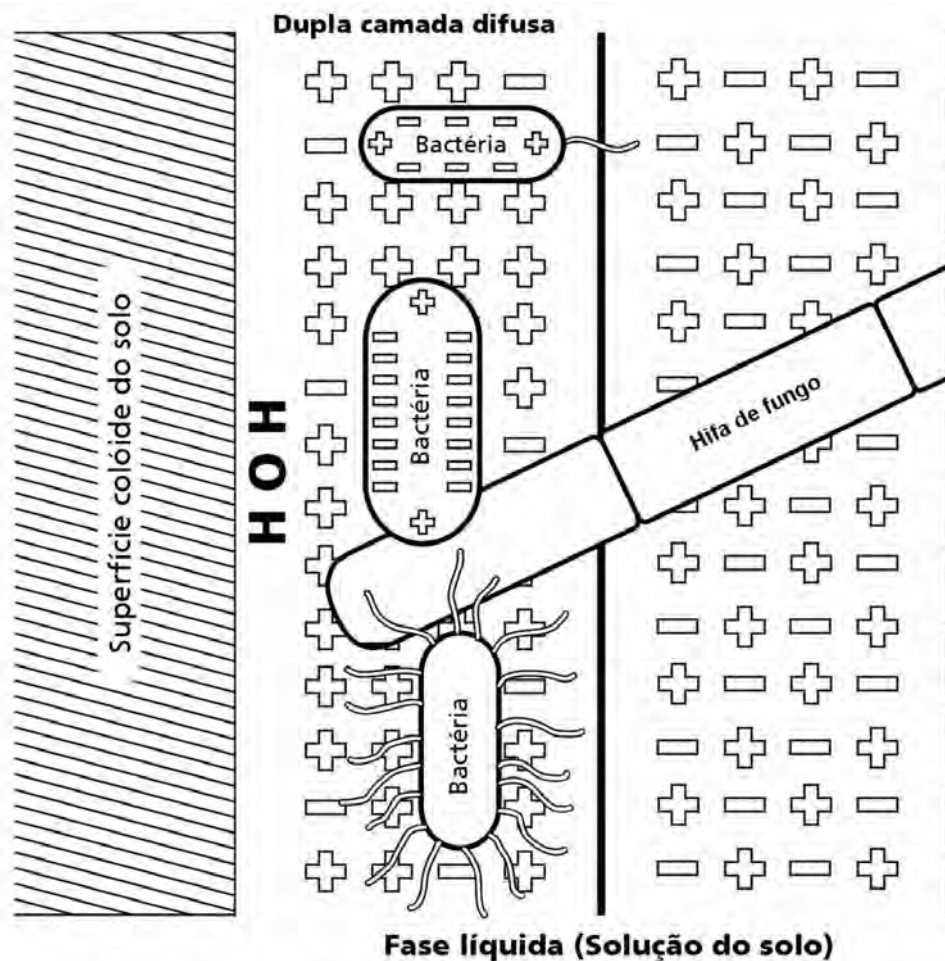 Dupla camada difusa
Bactéria
Superfície colóide do solo
H O H
Bactéria
Hifa de fungo
Bactéria
Fase líquida (Solução do solo)